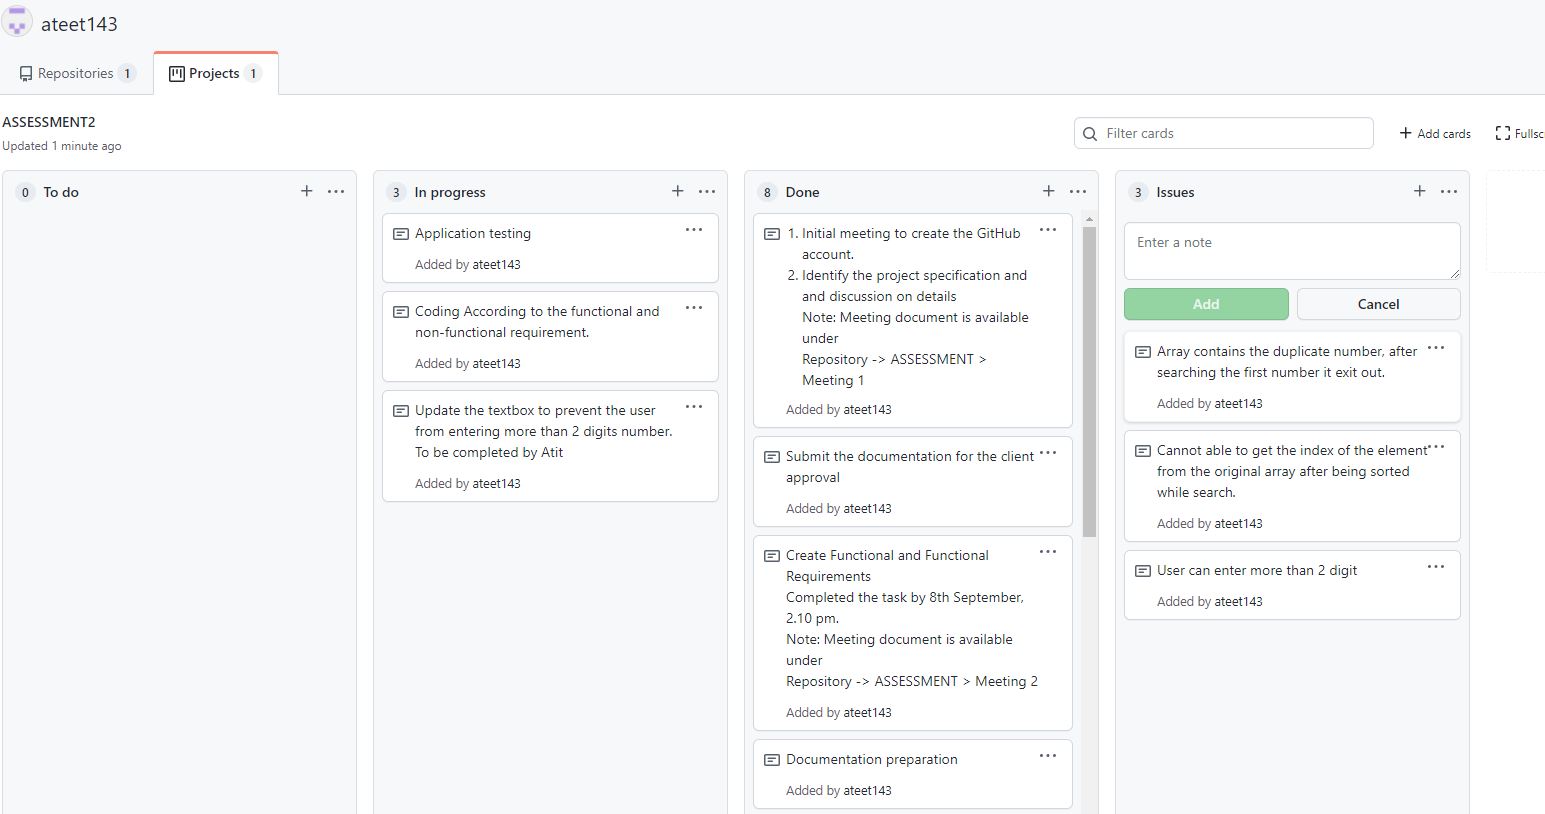 ateet143
Repositories 1
Projects 1
ASSESSMENT2
Updated 1 minute ago
Filter cards
+ Add cards
Fullsc
0 To do
3 In progress
Application testing
Added by ateet143
Coding According to the functional and
non-functional requirement.
Added by ateet143
Update the textbox to prevent the user
from entering more than 2 digits number.
To be completed by Atit
Added by ateet143
8 Done
1. Initial meeting to create the GitHub
account.
2. Identify the project specification and
and discussion on details
Note: Meeting document is available
under
Repository -> ASSESSMENT >
Meeting 1
Added by ateet143
Submit the documentation for the client
approval
Added by ateet143
Create Functional and Functional
Requirements
Completed the task by 8th September,
2.10 pm.
Note: Meeting document is available
under
Repository -> ASSESSMENT > Meeting 2
Added by ateet143
Documentation preparation
Added by ateet143
3 Issues
Enter a note
Add
Cancel
Array contains the duplicate number, after
searching the first number it exit out.
Added by ateet143
Cannot able to get the index of the element
from the original array after being sorted
while search.
Added by ateet143
User can enter more than 2 digit
Added by ateet143